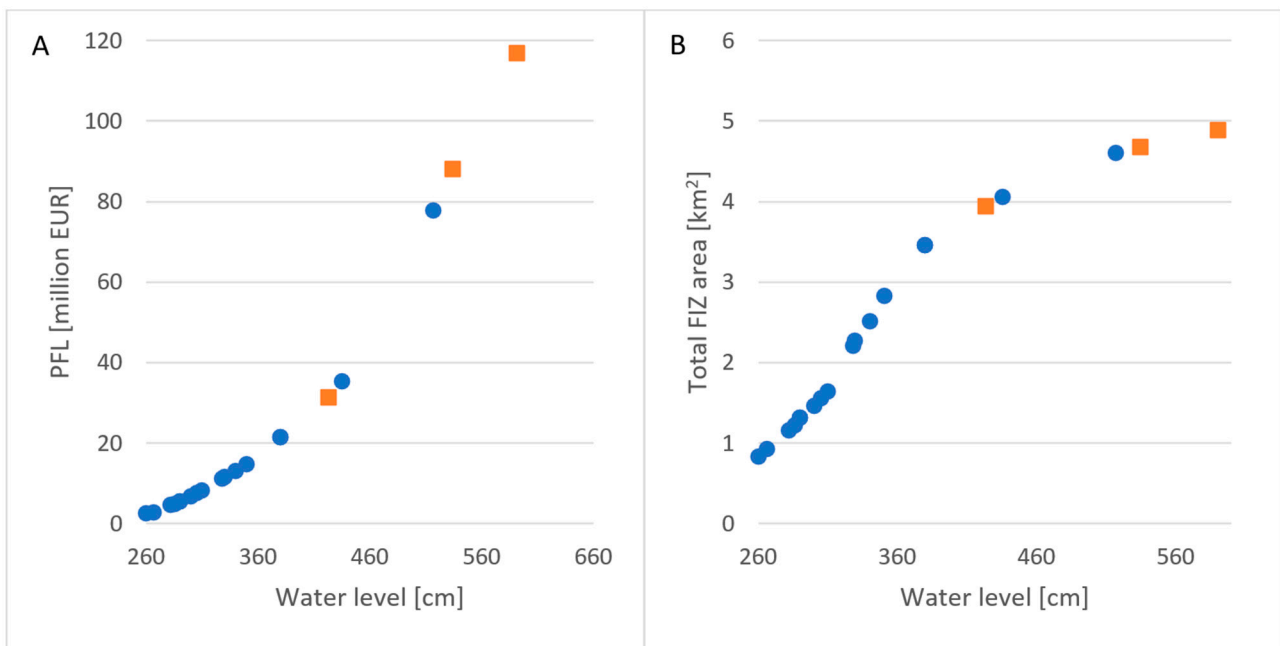 A
PFL [million EUR]
120
100
80
60
40
20
0
260 360 460 560 660
Water level [cm]
B
Total FIZ area [km²]
6
5
4
3
2
1
0
260 360 460 560
Water level [cm]